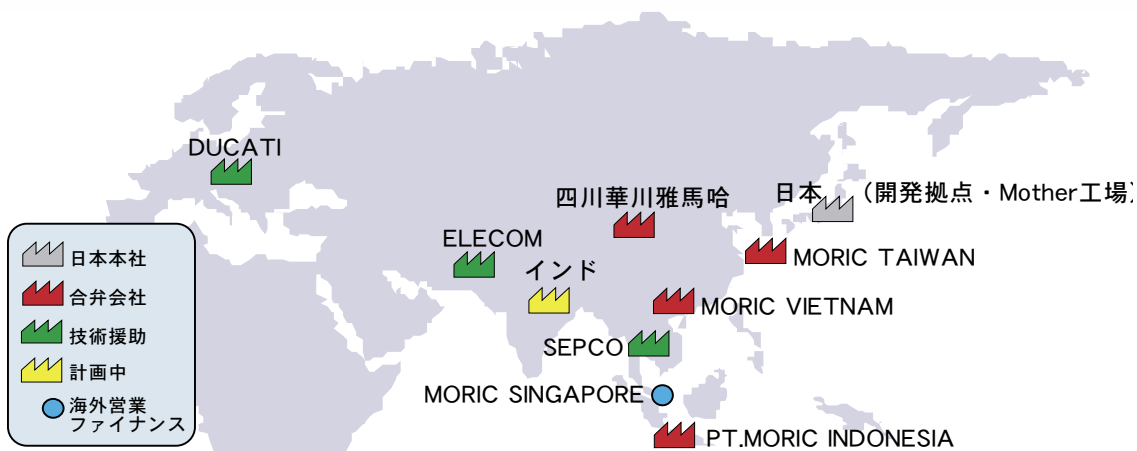 DUCATI
四川華川雅馬哈
日本 (開発拠点・Mother工場)
ELECOM
インド
MORIC TAIWAN
MORIC VIETNAM
SEPCO
MORIC SINGAPORE
PT.MORIC INDONESIA
日本本社
合弁会社
技術援助
計画中
海外営業
ファイナンス